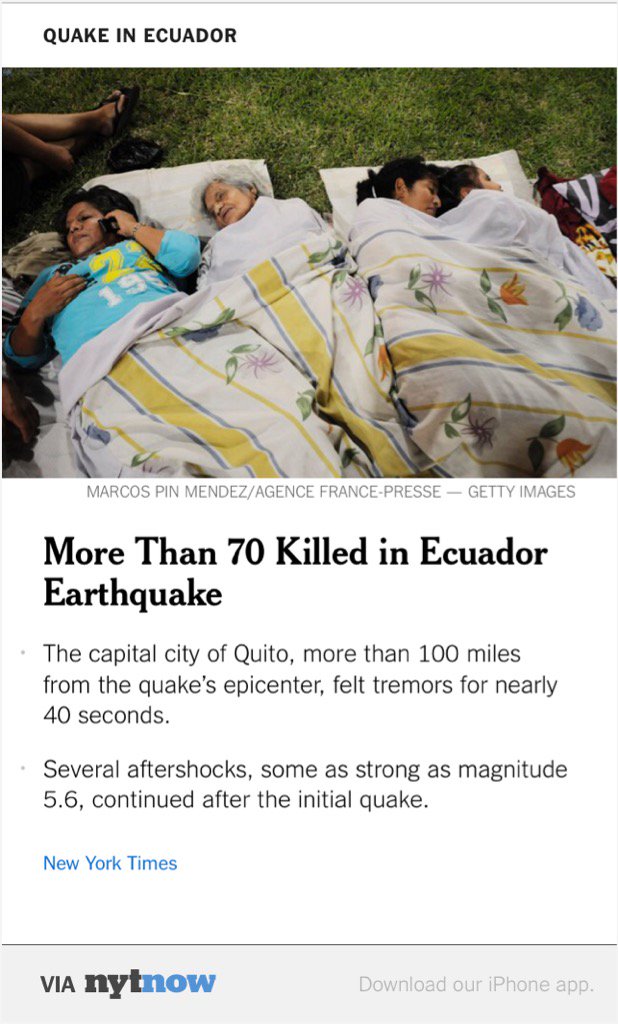 QUAKE IN ECUADOR
MARCOS PIN MENDEZ/AGENCE FRANCE-PRESSE — GETTY IMAGES
More Than 70 Killed in Ecuador
Earthquake
• The capital city of Quito, more than 100 miles
from the quake's epicenter, felt tremors for nearly
40 seconds.
• Several aftershocks, some as strong as magnitude
5.6, continued after the initial quake.
New York Times
VIA nytnow
Download our iPhone app.